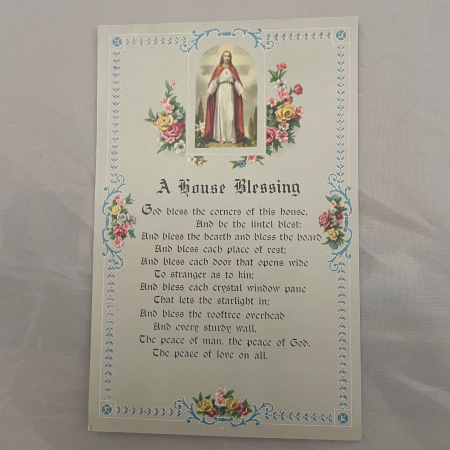 A House Blessing
God bless the corners of this house,
And be the lintel blest:
And bless the hearth and bless the board
And bless each place of rest;
And bless each door that opens wide
To stranger as to kin;
And bless each crystal window pane
That lets the starlight in;
And bless the rooftree overhead
And every sturdy wall.
The peace of man, the peace of God,
The peace of love on all.